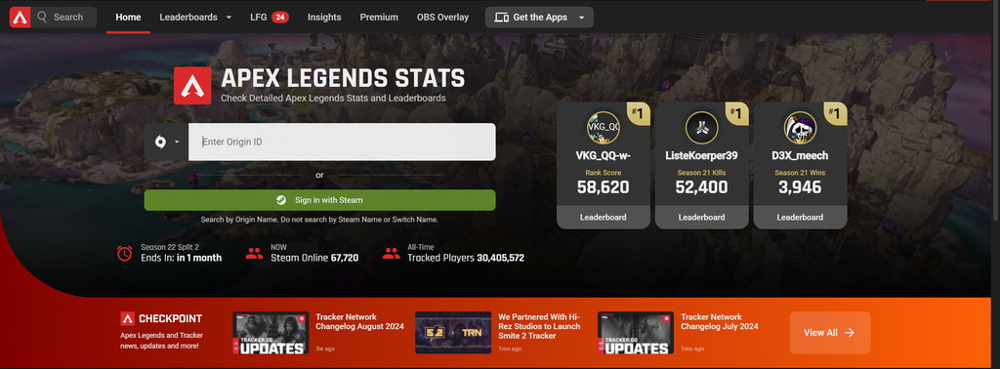 Search
Home
Leaderboards
LFG 24
Insights
Premium
OBS Overlay
Get the Apps
APEX LEGENDS STATS
Check Detailed Apex Legends Stats and Leaderboards
Enter Origin ID
or
Sign in with Steam
Search by Origin Name. Do not search by Steam Name or Switch Name.
Season 22 Split 2
Ends In: in 1 month
NOW
Steam Online 67,720
All-Time
Tracked Players 30,405,572
#1
VKG_QQ
VKG_QQ-w-
Rank Score
58,620
Leaderboard
#1
ListeKoerper39
Season 21 Kills
52,400
Leaderboard
#1
D3X_meech
Season 21 Wins
3,946
Leaderboard
CHECKPOINT
Apex Legends and Tracker
news, updates and more!
TRACKER.GG
UPDATES
Tracker Network
Changelog August 2024
3w ago
TRN
We Partnered With Hi-
Rez Studios to Launch
Smite 2 Tracker
1mo ago
TRACKER.GG
UPDATES
Tracker Network
Changelog July 2024
1mo ago
View All